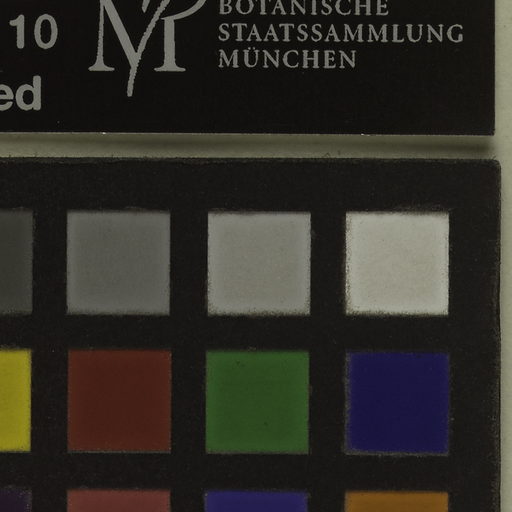 BOTANISCHE
10 M STAATSSAMMLUNG
MÜNCHEN
ed